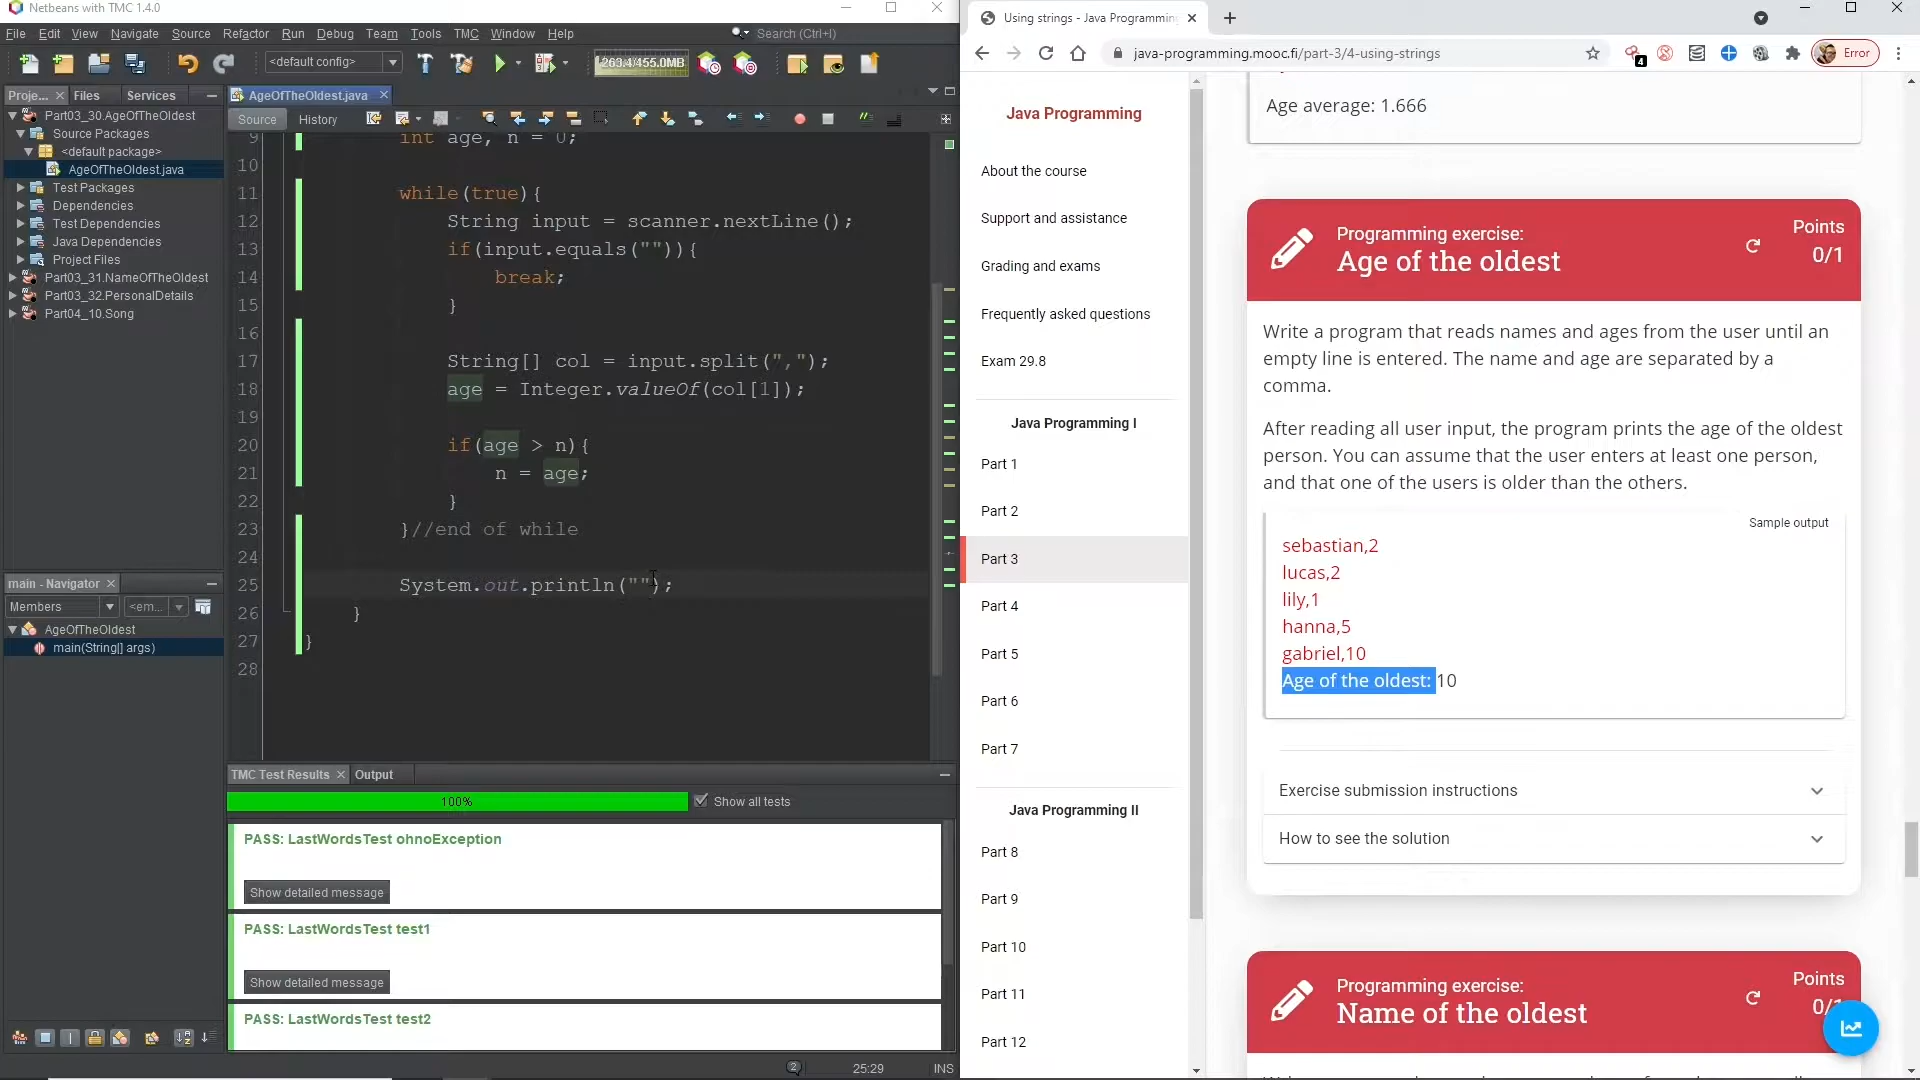 Netbeans with TMC 1.4.0
File Edit View Navigate Source Refactor Run Debug Team Tools TMC Window Help
Search (Ctrl+I)
<default config>
263.4/455.0MB
Proje...
Files
Services
Part03_30.AgeOfTheOldest
Source Packages
<default package>
AgeOfTheOldest.java
Test Packages
Dependencies
Test Dependencies
Java Dependencies
Project Files
Part03_31.NameOfTheOldest
Part03_32.PersonalDetails
Part04_10.Song
main - Navigator
Members
<em...
AgeOfTheOldest
main(String[] args)
AgeOfTheOldest.java
Source
History
9 int age, n = 0;
10
11 while(true){
12 String input = scanner.nextLine();
13 if(input.equals("")){
14 break;
15 }
16
17 String[] col = input.split(",");
18 age = Integer.valueOf(col[1]);
19
20 if(age > n){
21 n = age;
22 }
23 }//end of while
24
25 System.out.println("");
26 }
27 }
28
TMC Test Results
Output
100%
Show all tests
PASS: LastWordsTest ohnoException
Show detailed message
PASS: LastWordsTest test1
Show detailed message
PASS: LastWordsTest test2
2
25:29
INS
Using strings - Java Programming
java-programming.mooc.fi/part-3/4-using-strings
4
Error
Java Programming
About the course
Support and assistance
Grading and exams
Frequently asked questions
Exam 29.8
Java Programming I
Part 1
Part 2
Part 3
Part 4
Part 5
Part 6
Part 7
Java Programming II
Part 8
Part 9
Part 10
Part 11
Part 12
Age average: 1.666
Programming exercise:
Age of the oldest
Points
0/1
Write a program that reads names and ages from the user until an
empty line is entered. The name and age are separated by a
comma.
After reading all user input, the program prints the age of the oldest
person. You can assume that the user enters at least one person,
and that one of the users is older than the others.
Sample output
sebastian,2
lucas,2
lily,1
hanna,5
gabriel,10
Age of the oldest: 10
Exercise submission instructions
How to see the solution
Programming exercise:
Name of the oldest
Points
0/1